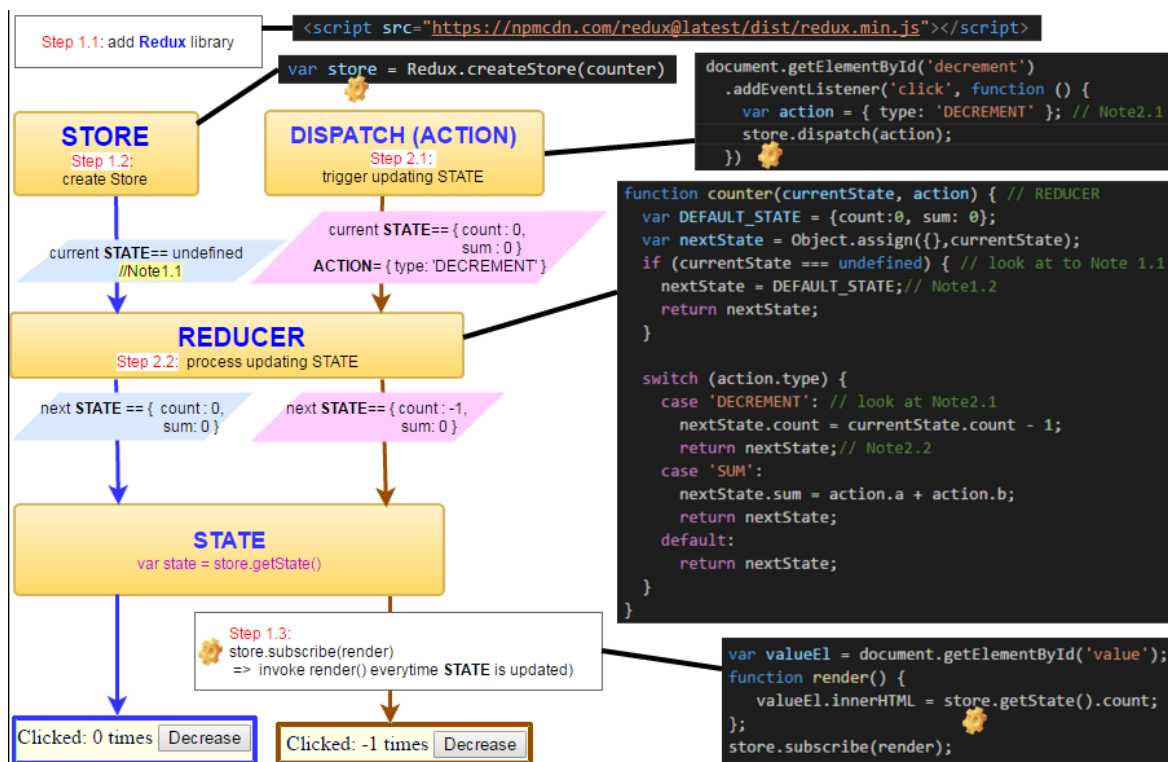 Step 1.1: add Redux library
<script src="https://npmcdn.com/redux@latest/dist/redux.min.js"></script>
var store = Redux.createStore(counter)
document.getElementById('decrement')
.addEventListener('click', function () {
var action = { type: 'DECREMENT' }; // Note2.1
store.dispatch(action);
})
STORE
Step 1.2:
create Store
DISPATCH (ACTION)
Step 2.1:
trigger updating STATE
current STATE== undefined
//Note1.1
current STATE== { count : 0,
sum : 0 }
ACTION= { type: 'DECREMENT' }
function counter(currentState, action) { // REDUCER
var DEFAULT_STATE = {count:0, sum: 0};
var nextState = Object.assign({},currentState);
if (currentState === undefined) { // look at to Note 1.1
nextState = DEFAULT_STATE;// Note1.2
return nextState;
}
switch (action.type) {
case 'DECREMENT': // look at Note2.1
nextState.count = currentState.count - 1;
return nextState;// Note2.2
case 'SUM':
nextState.sum = action.a + action.b;
return nextState;
default:
return nextState;
}
}
REDUCER
Step 2.2: process updating STATE
next STATE == { count : 0,
sum: 0 }
next STATE== { count : -1,
sum: 0 }
STATE
var state = store.getState()
Step 1.3:
store.subscribe(render)
=> invoke render() everytime STATE is updated)
var valueEl = document.getElementById('value');
function render() {
valueEl.innerHTML = store.getState().count;
};
store.subscribe(render);
Clicked: 0 times Decrease
Clicked: -1 times Decrease